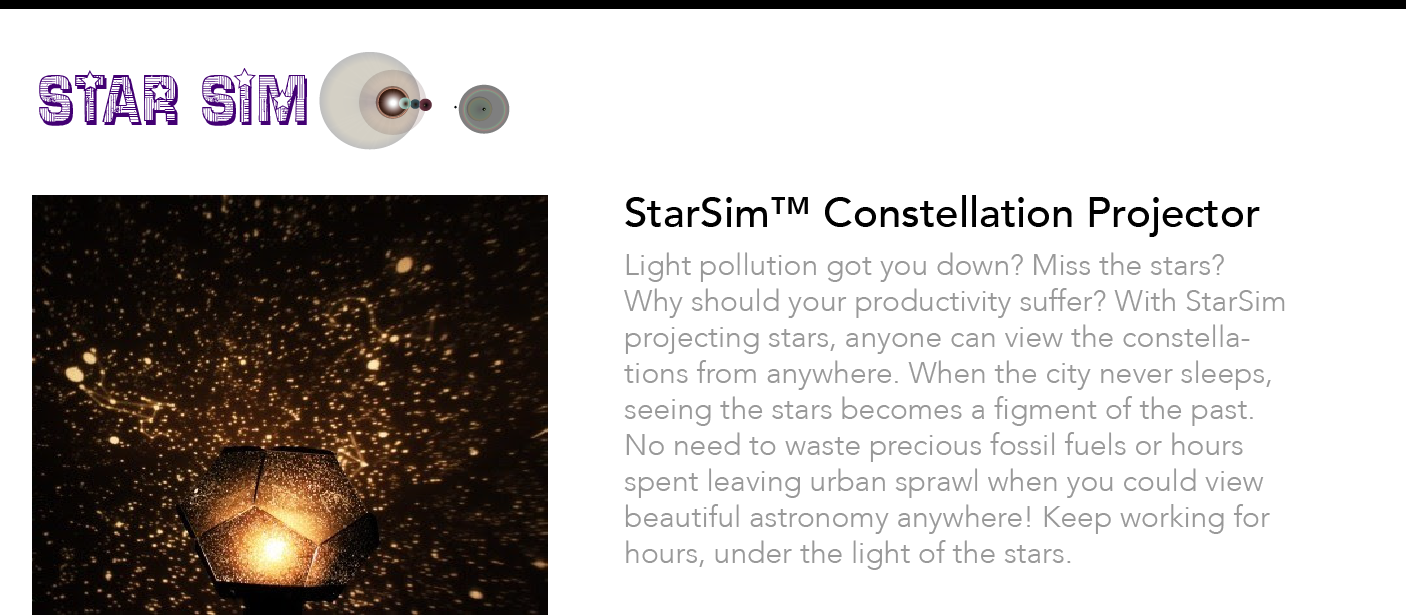 STAR SIM
StarSim™ Constellation Projector
Light pollution got you down? Miss the stars?
Why should your productivity suffer? With StarSim
projecting stars, anyone can view the constella-
tions from anywhere. When the city never sleeps,
seeing the stars becomes a figment of the past.
No need to waste precious fossil fuels or hours
spent leaving urban sprawl when you could view
beautiful astronomy anywhere! Keep working for
hours, under the light of the stars.